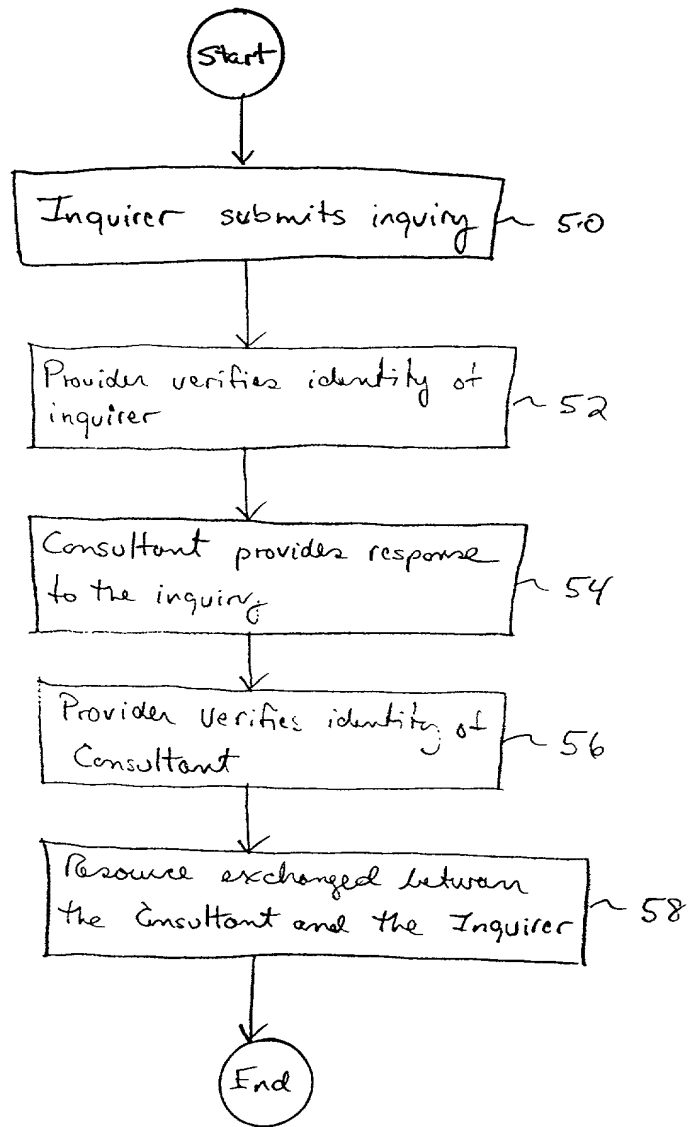 Start
Inquirer submits inquiry
50
Provider verifies identity of
inquirer
52
Consultant provides response
to the inquiry
54
Provider verifies identity of
Consultant
56
Resource exchanged between
the Consultant and the Inquirer
58
End